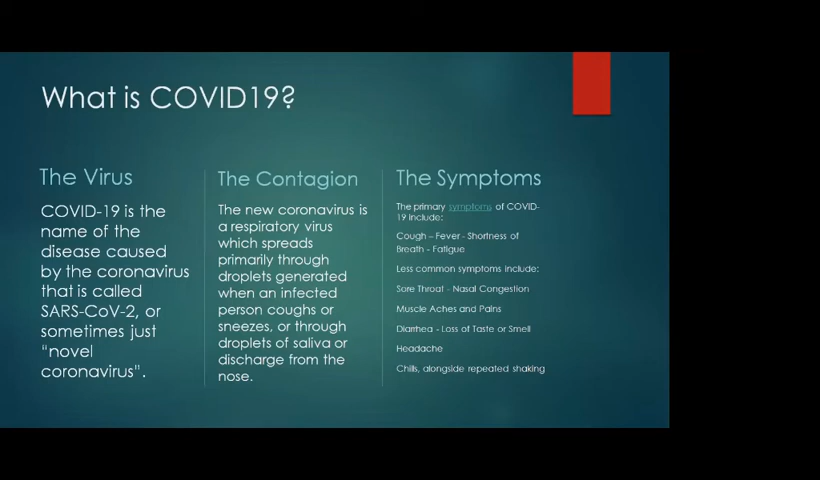 What is COVID19?
The Virus
COVID-19 is the
name of the
disease caused
by the coronavirus
that is called
SARS-CoV-2, or
sometimes just
"novel
coronavirus".
The Contagion
The new coronavirus is
a respiratory virus
which spreads
primarily through
droplets generated
when an infected
person coughs or
sneezes, or through
droplets of saliva or
discharge from the
nose.
The Symptoms
The primary symptoms of COVID-
19 include:
Cough – Fever - Shortness of
Breath - Fatigue
Less common symptoms include:
Sore Throat - Nasal Congestion
Muscle Aches and Pains
Diarrhea - Loss of Taste or Smell
Headache
Chills, alongside repeated shaking